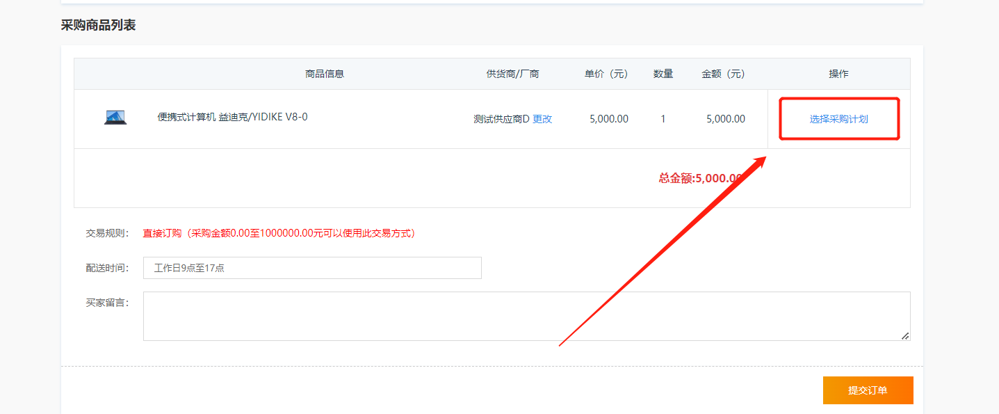 采购商品列表
商品信息 供货商/厂商 单价（元） 数量 金额（元） 操作
便携式计算机 益迪克/YIDIKE V8-0 测试供应商D 更改 5,000.00 1 5,000.00 选择采购计划
总金额:5,000.00
交易规则： 直接订购（采购金额0.00至1000000.00元可以使用此交易方式）
配送时间： 工作日9点至17点
买家留言：
提交订单